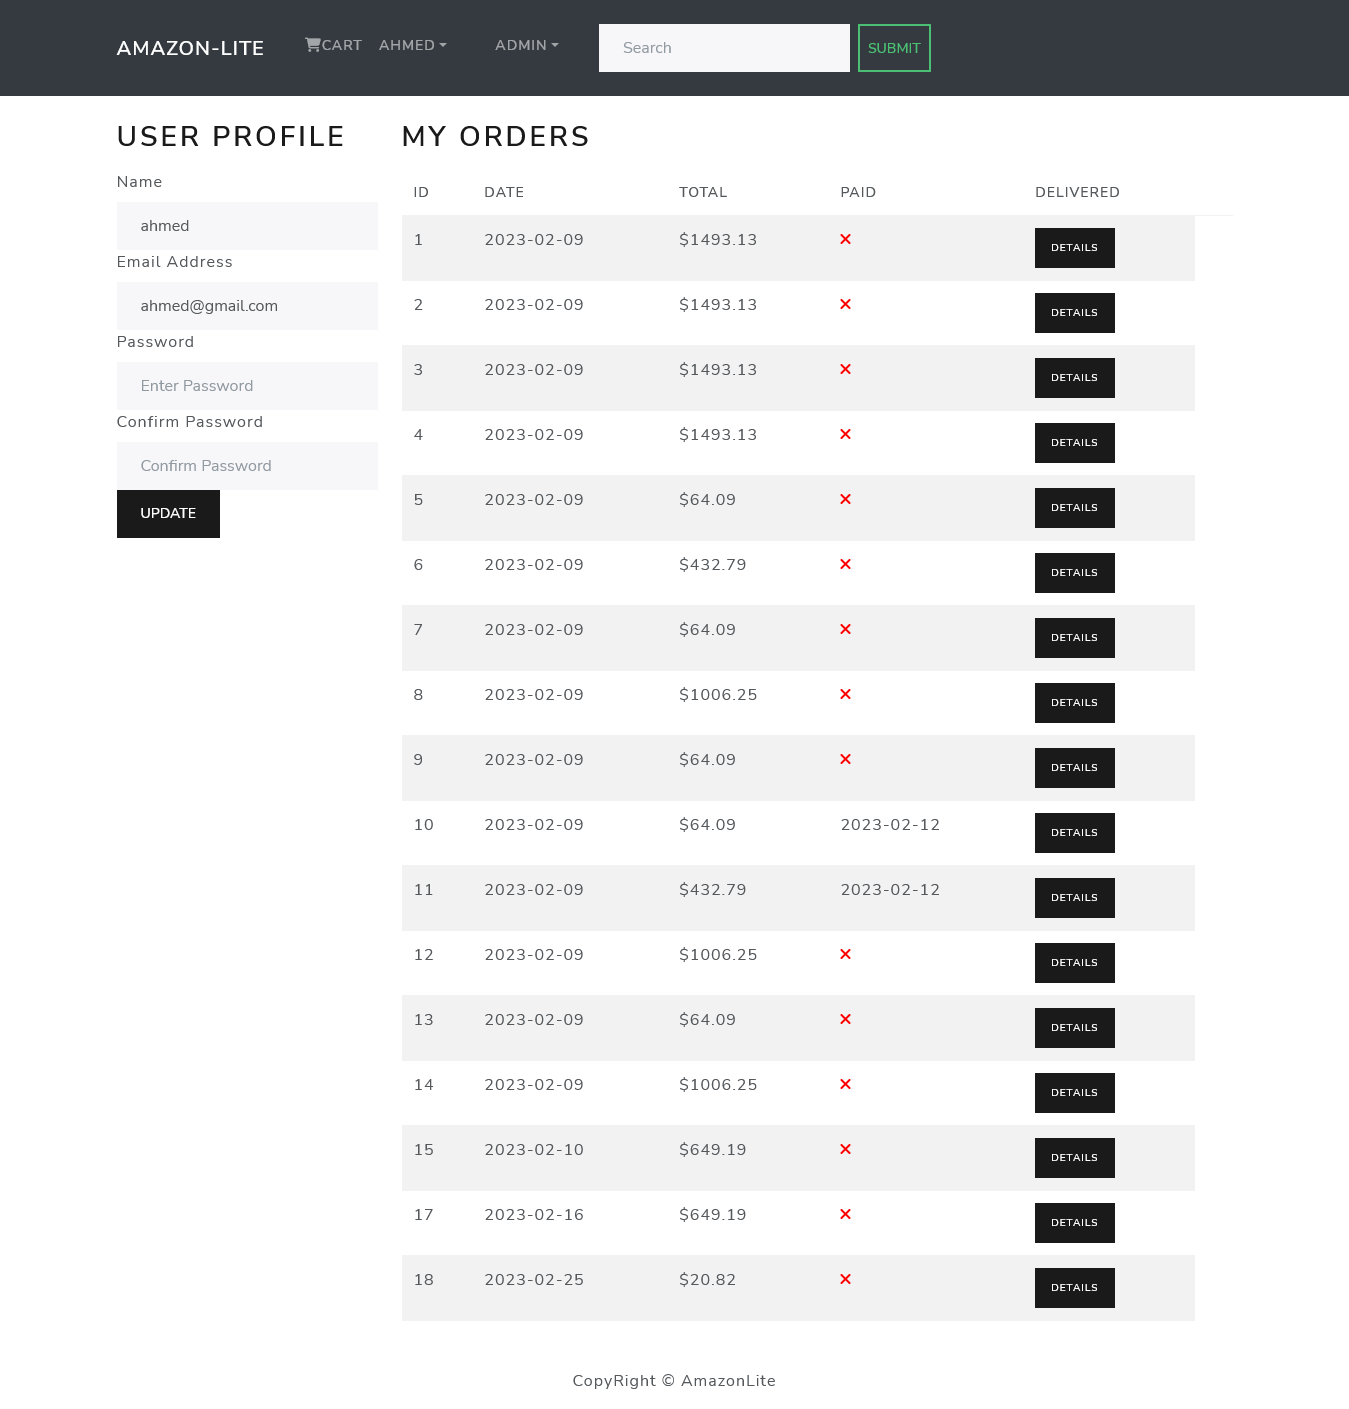 AMAZON-LITE CART AHMED ADMIN Search SUBMIT
USER PROFILE
Name
ahmed
Email Address
ahmed@gmail.com
Password
Enter Password
Confirm Password
Confirm Password
UPDATE
MY ORDERS
ID DATE TOTAL PAID DELIVERED
1 2023-02-09 $1493.13 DETAILS
2 2023-02-09 $1493.13 DETAILS
3 2023-02-09 $1493.13 DETAILS
4 2023-02-09 $1493.13 DETAILS
5 2023-02-09 $64.09 DETAILS
6 2023-02-09 $432.79 DETAILS
7 2023-02-09 $64.09 DETAILS
8 2023-02-09 $1006.25 DETAILS
9 2023-02-09 $64.09 DETAILS
10 2023-02-09 $64.09 2023-02-12 DETAILS
11 2023-02-09 $432.79 2023-02-12 DETAILS
12 2023-02-09 $1006.25 DETAILS
13 2023-02-09 $64.09 DETAILS
14 2023-02-09 $1006.25 DETAILS
15 2023-02-10 $649.19 DETAILS
17 2023-02-16 $649.19 DETAILS
18 2023-02-25 $20.82 DETAILS
CopyRight © AmazonLite